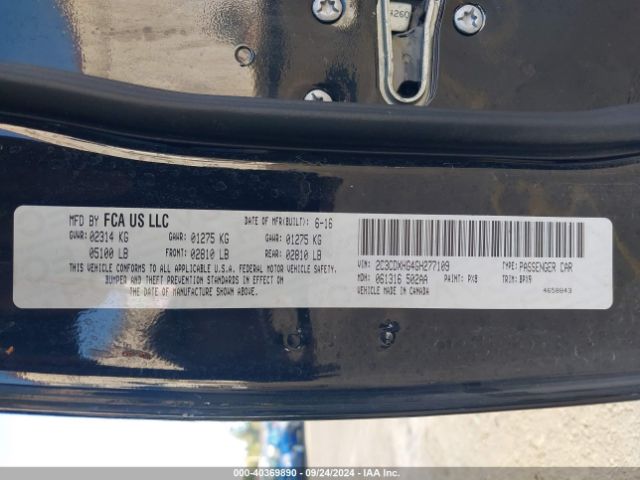 4260
MFD BY FCA US LLC DATE OF MFR(BUILT): 6-16
GVWR: 02314 KG GAWR: 01275 KG GAWR: 01275 KG
05100 LB FRONT: 02810 LB REAR: 02810 LB
THIS VEHICLE CONFORMS TO ALL APPLICABLE U.S.A. FEDERAL MOTOR VEHICLE SAFETY,
BUMPER AND THEFT PREVENTION STANDARDS IN EFFECT ON
THE DATE OF MANUFACTURE SHOWN ABOVE.
VIN: 2C3CDXHG4GH277109 TYPE: PASSENGER CAR
MDH: 061316 502AA PAINT: PX8 TRIM: BPX9
VEHICLE MADE IN CANADA 4658843
000-40369890 - 09/24/2024 - IAA Inc.